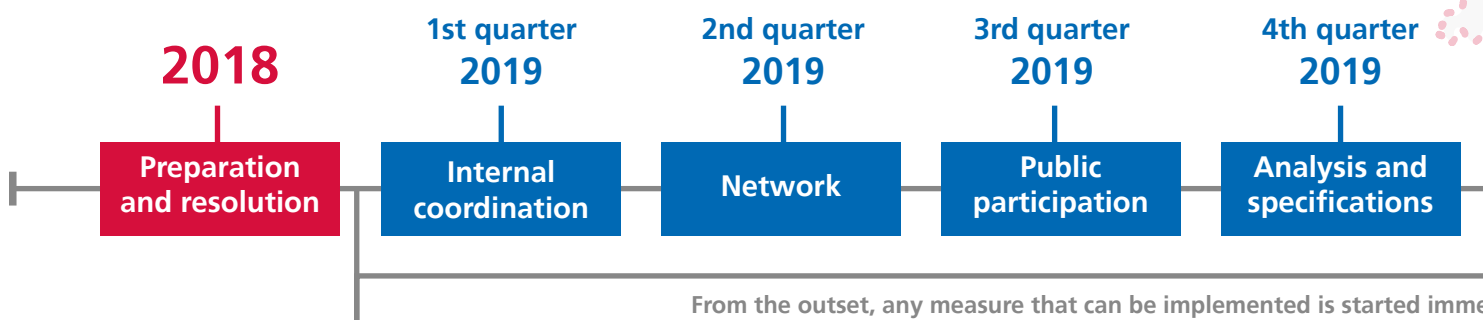 2018
Preparation
and resolution
1st quarter
2019
Internal
coordination
2nd quarter
2019
Network
3rd quarter
2019
Public
participation
4th quarter
2019
Analysis and
specifications
From the outset, any measure that can be implemented is started imme